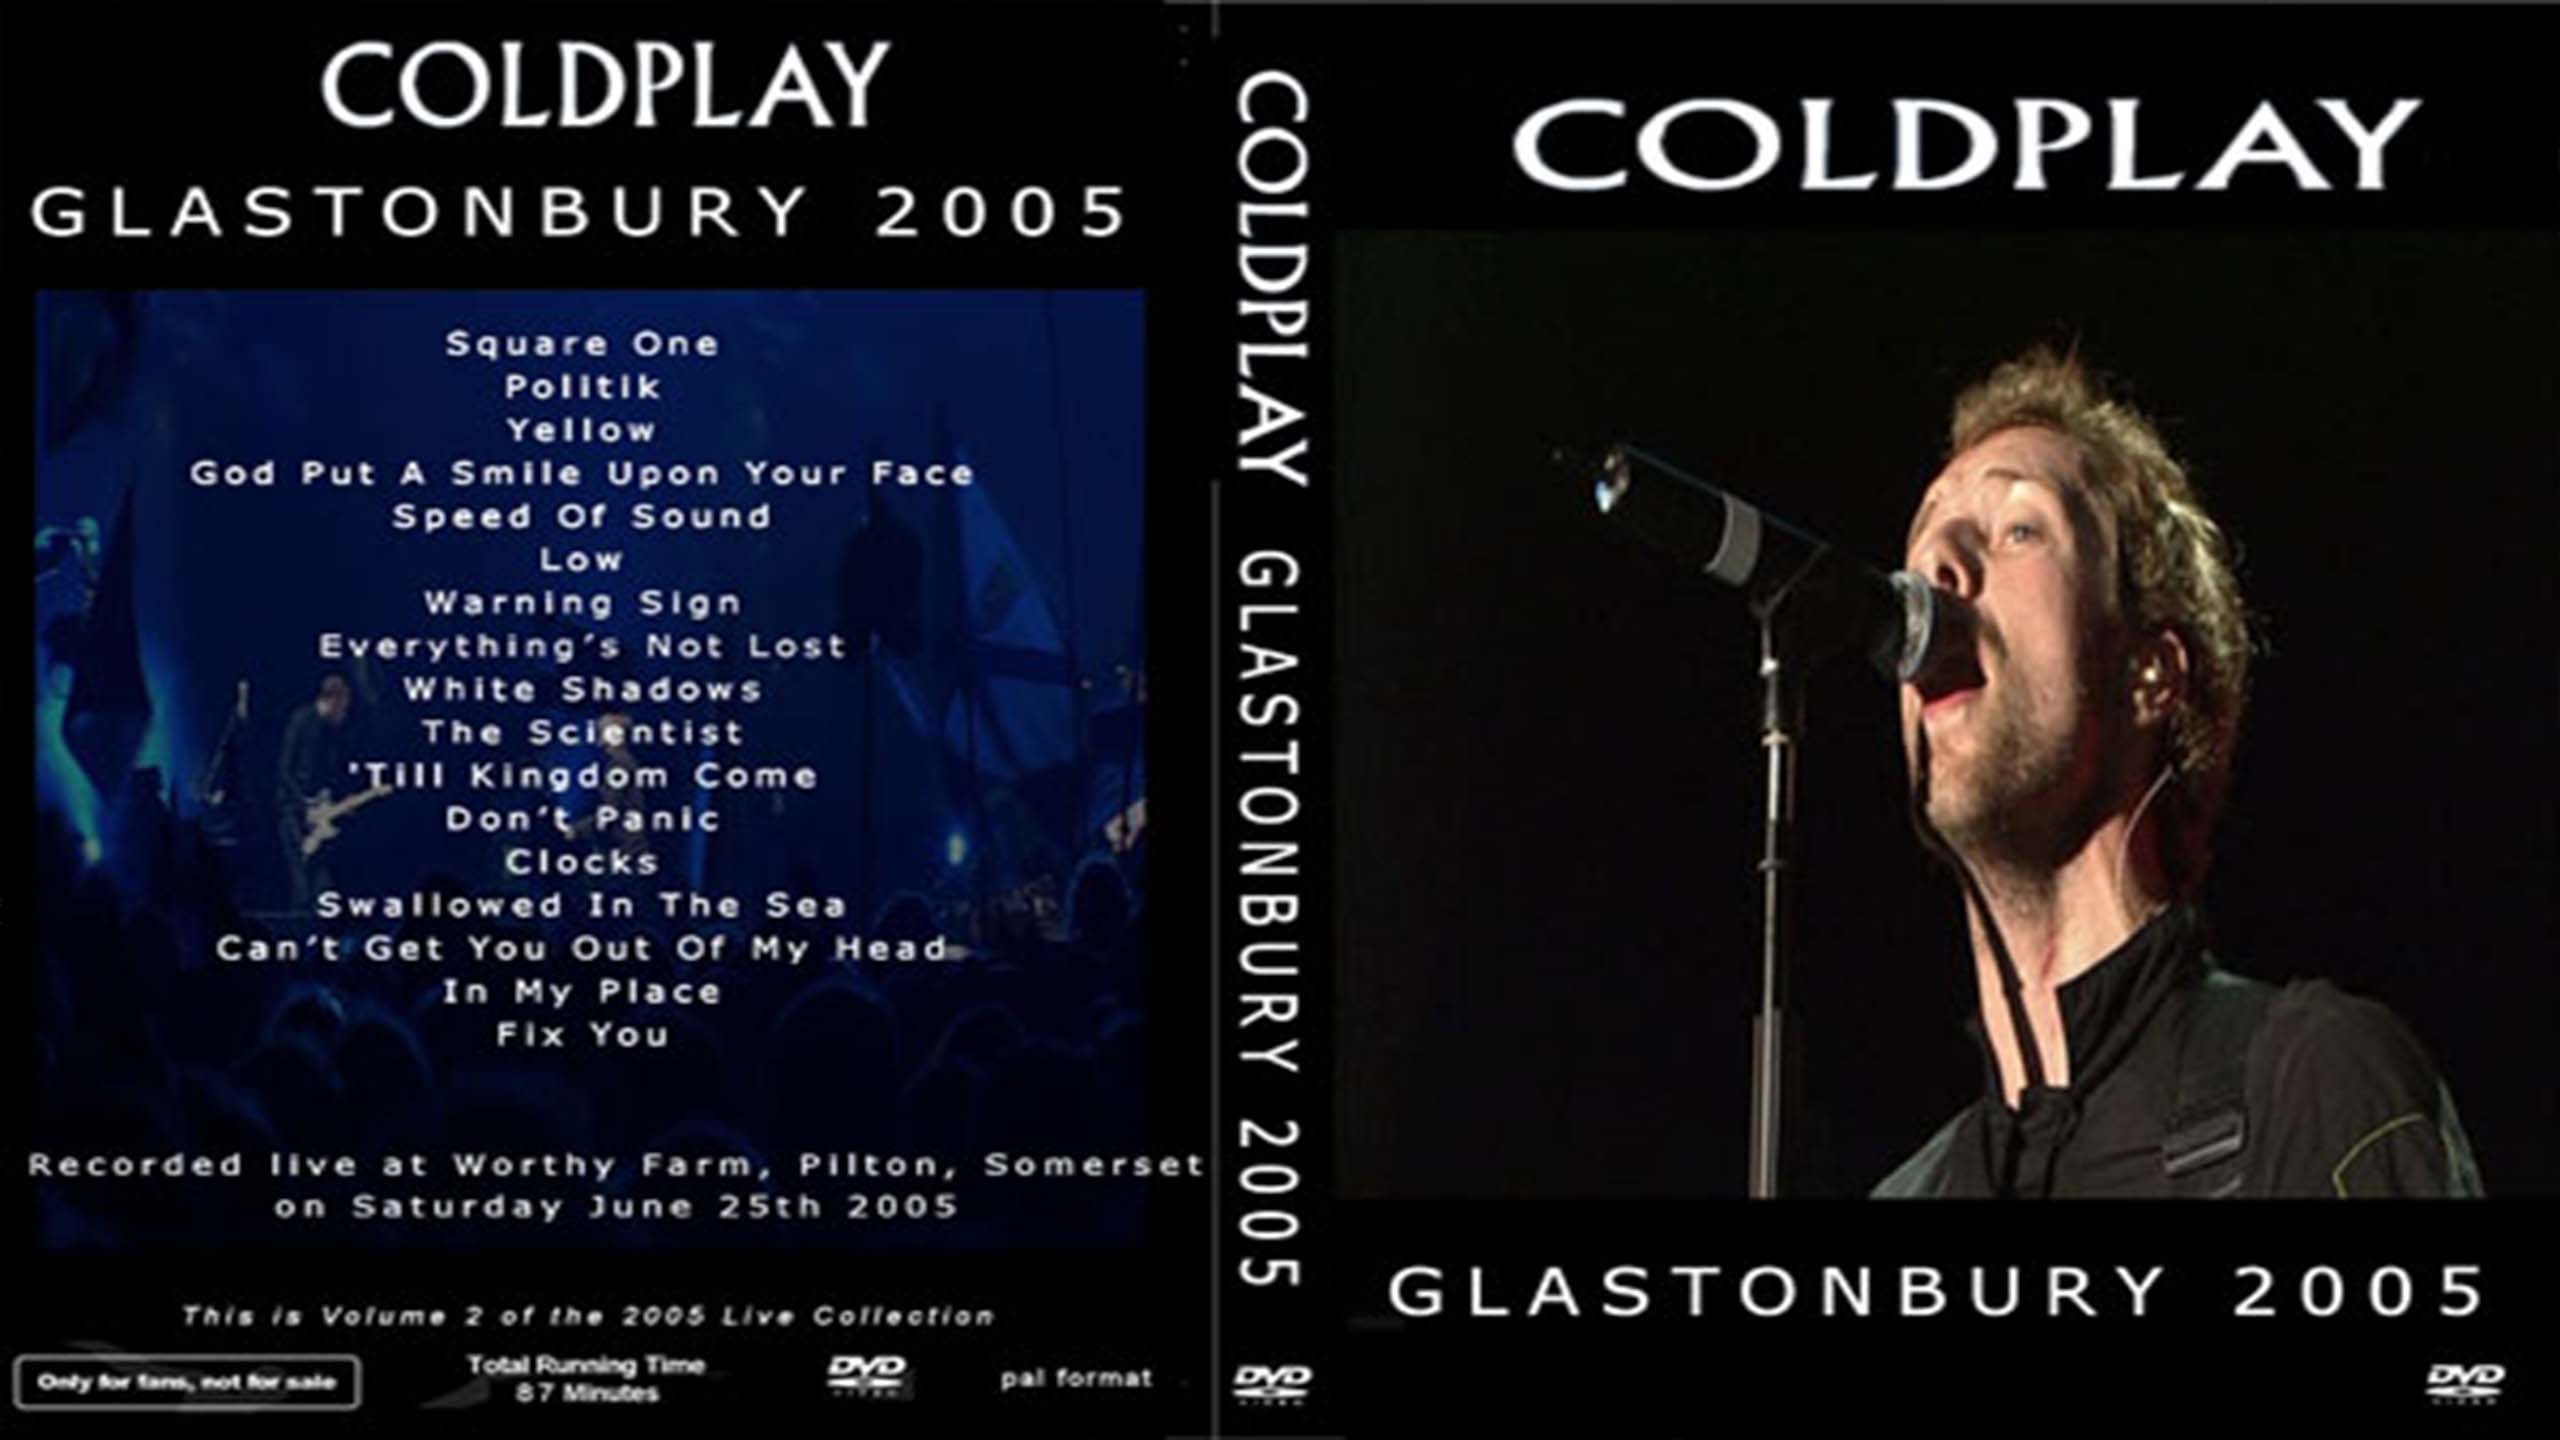 COLDPLAY
GLASTONBURY 2005
Square One
Politik
Yellow
God Put A Smile Upon Your Face
Speed Of Sound
Low
Warning Sign
Everything's Not Lost
White Shadows
The Scientist
'Till Kingdom Come
Don't Panic
Clocks
Swallowed In The Sea
Can't Get You Out Of My Head
In My Place
Fix You
Recorded live at Worthy Farm, Pilton, Somerset
on Saturday June 25th 2005
This is Volume 2 of the 2005 Live Collection
Only for fans, not for sale
Total Running Time
87 Minutes
DVD
VIDEO
pal format
COLDPLAY GLASTONBURY 2005
DVD
VIDEO
COLDPLAY
GLASTONBURY 2005
DVD
VIDEO